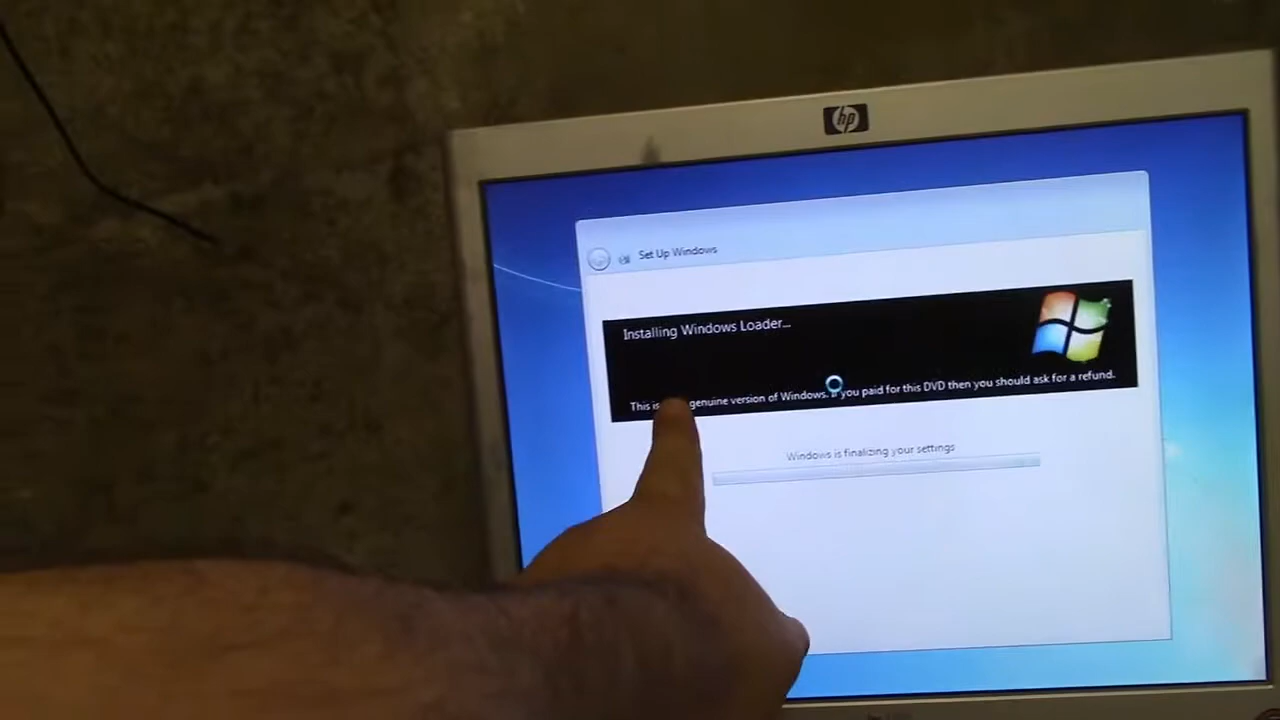 hp
Set Up Windows
Installing Windows Loader...
This is genuine version of Windows. If you paid for this DVD then you should ask for a refund.
Windows is finalizing your settings